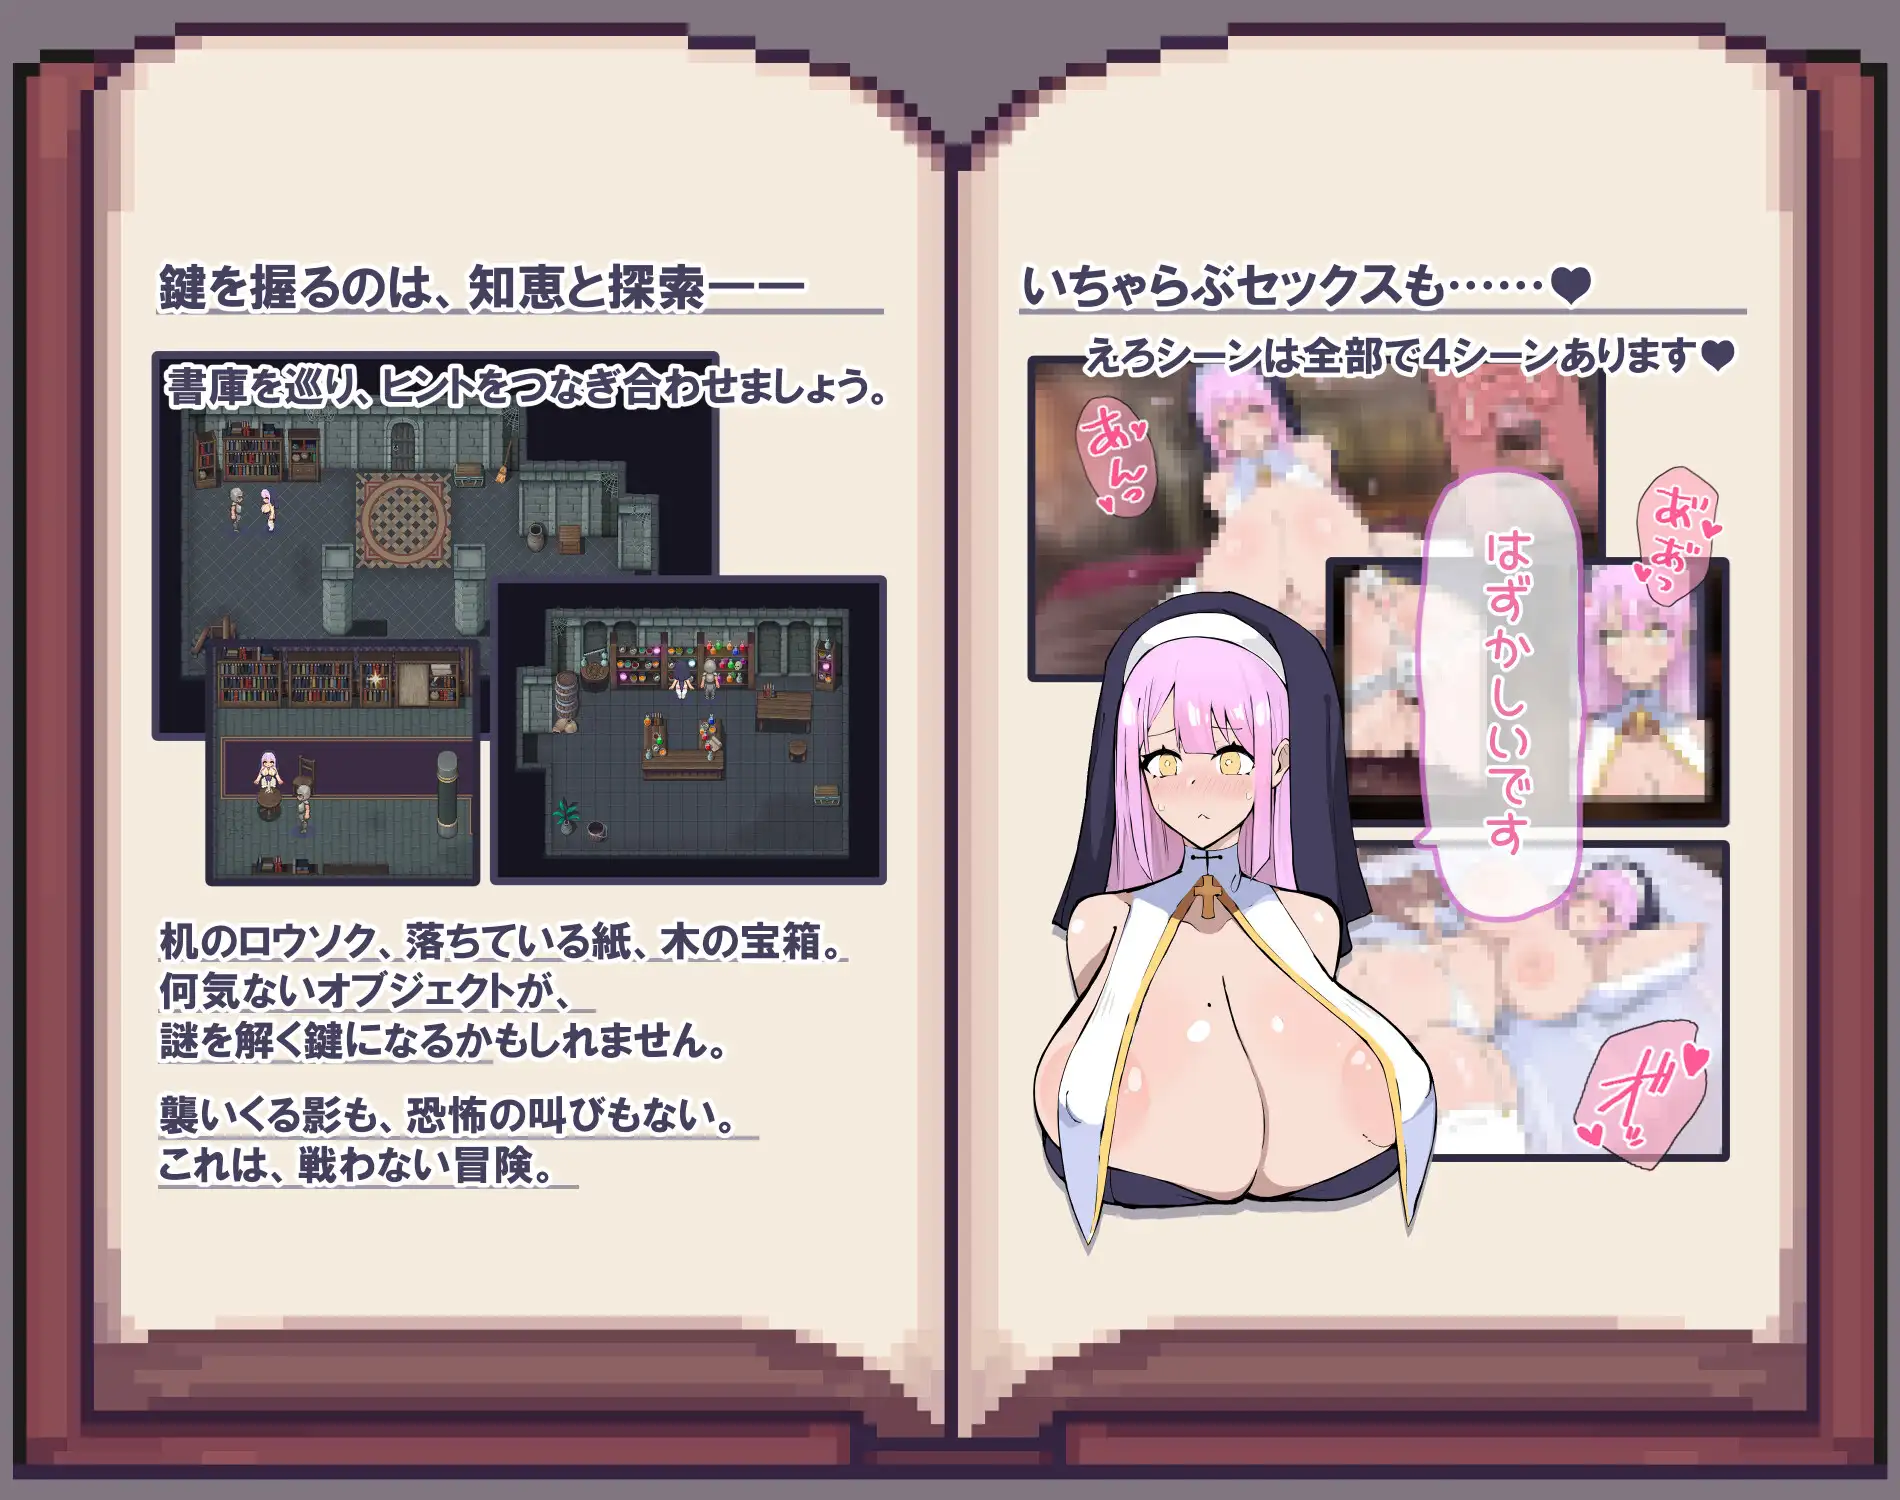 鍵を握るのは、知恵と探索――
書庫を巡り、ヒントをつなぎ合わせましょう。
机のロウソク、落ちている紙、木の宝箱。
何気ないオブジェクトが、
謎を解く鍵になるかもしれません。
襲いくる影も、恐怖の叫びもない。
これは、戦わない冒険。
いちゃらぶセックスも……♥
えろシーンは全部で4シーンあります♥
あ♥
んっ♥
あ゛♥
あ゛っ♥
はずかしいです
オ゛ッ♥